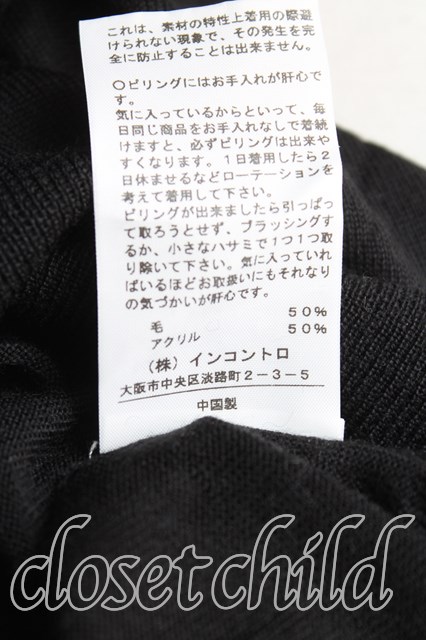 これは、素材の特性上着用の際避
けられない現象で、その発生を完
全に防止することは出来ません。
○ピリングにはお手入れが肝心で
す。
気に入っているからといって、毎
日同じ商品をお手入れなしで着続
けますと、必ずピリングは出来や
すくなります。1日着用したら2
日休ませるなどローテーションを
考えて着用して下さい。
ピリングが出来ましたら引っぱっ
て取ろうとせず、ブラッシングす
るか、小さなハサミで1つ1つ取
り除いて下さい。気に入っていれ
ばいるほどお取扱いにもそれなり
の気づかいが肝心です。
毛 50%
アクリル 50%
(株)インコントロ
大阪市中央区淡路町2-3-5
中国製
closet child